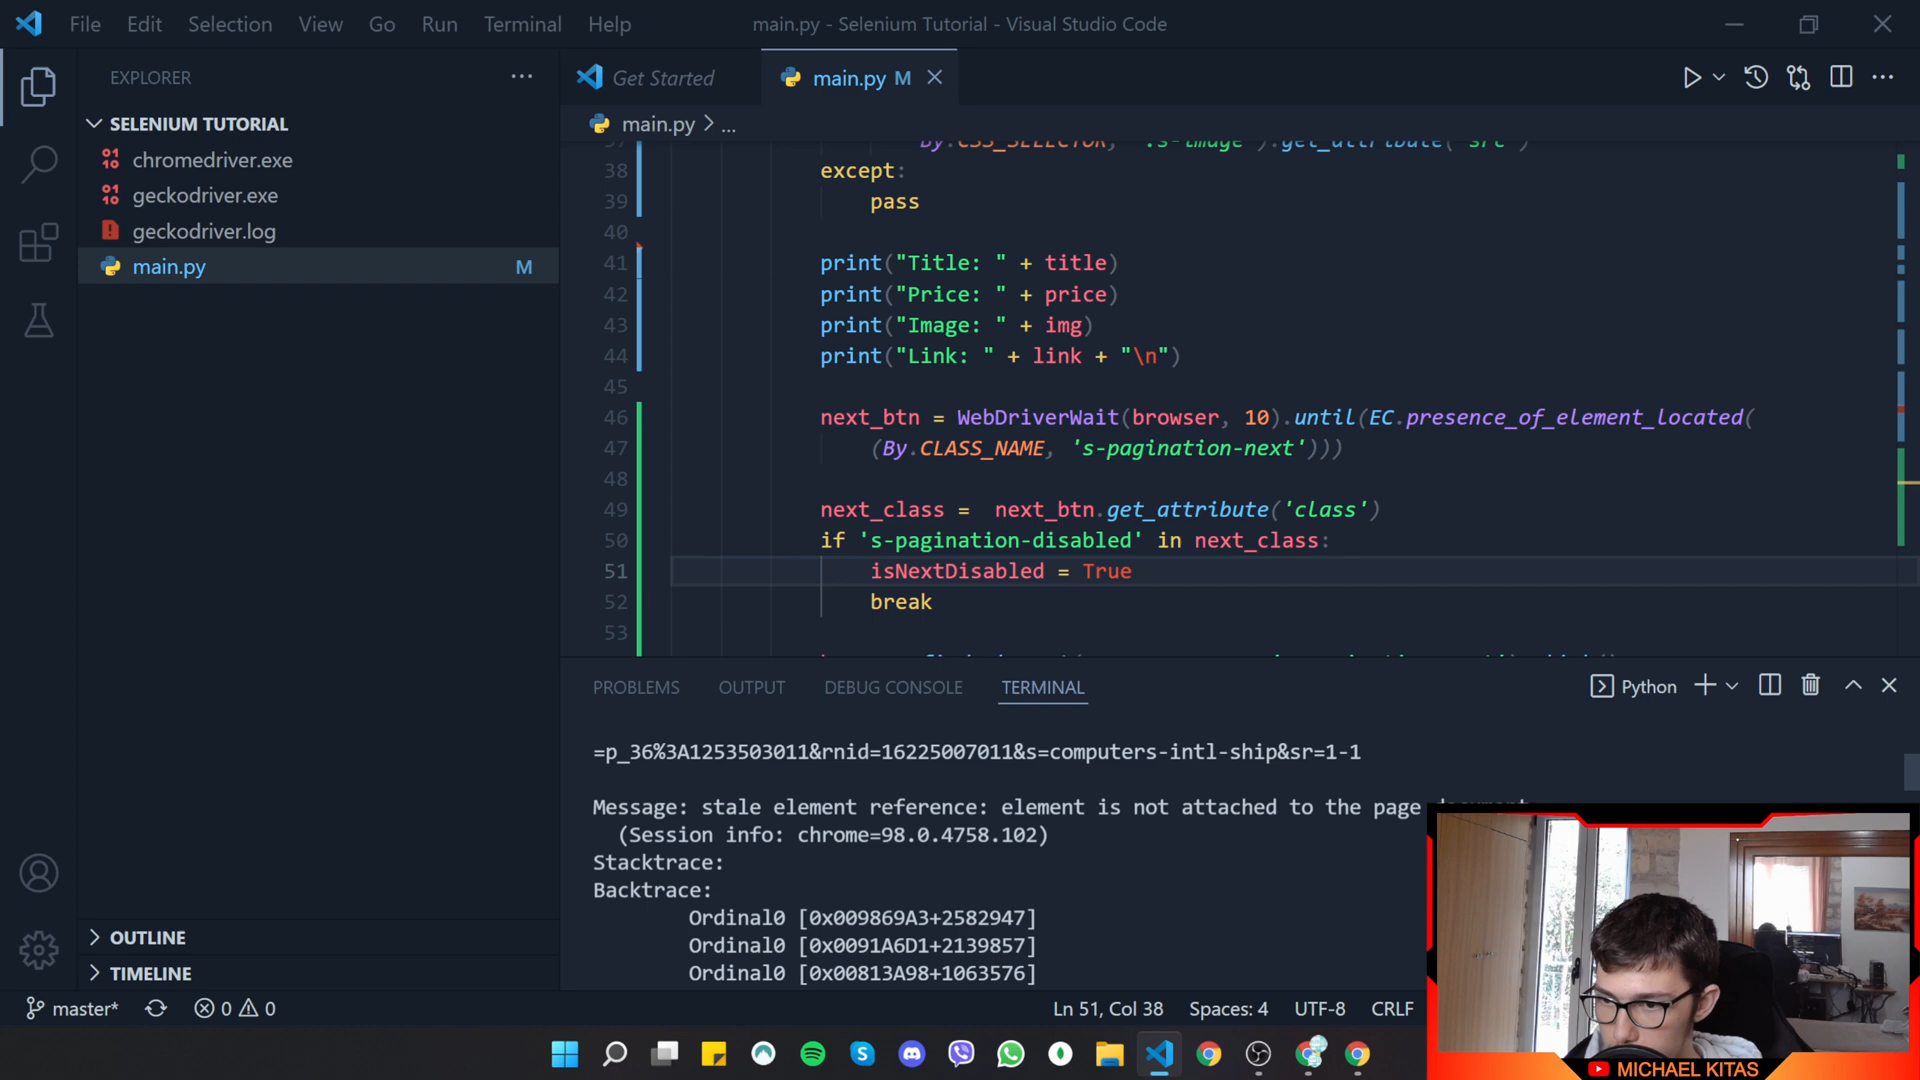 File Edit Selection View Go Run Terminal Help
main.py - Selenium Tutorial - Visual Studio Code
EXPLORER
SELENIUM TUTORIAL
chromedriver.exe
geckodriver.exe
geckodriver.log
main.py M
OUTLINE
TIMELINE
Get Started
main.py M
main.py > ...
37 By.CSS_SELECTOR, '.s-image').get_attribute('src')
38 except:
39 pass
40
41 print("Title: " + title)
42 print("Price: " + price)
43 print("Image: " + img)
44 print("Link: " + link + "\n")
45
46 next_btn = WebDriverWait(browser, 10).until(EC.presence_of_element_located(
47 (By.CLASS_NAME, 's-pagination-next')))
48
49 next_class =  next_btn.get_attribute('class')
50 if 's-pagination-disabled' in next_class:
51 isNextDisabled = True
52 break
53
PROBLEMS OUTPUT DEBUG CONSOLE TERMINAL
Python
=p_36%3A1253503011&rnid=16225007011&s=computers-intl-ship&sr=1-1
Message: stale element reference: element is not attached to the page document
(Session info: chrome=98.0.4758.102)
Stacktrace:
Backtrace:
Ordinal0 [0x009869A3+2582947]
Ordinal0 [0x0091A6D1+2139857]
Ordinal0 [0x00813A98+1063576]
master* 0 0
Ln 51, Col 38 Spaces: 4 UTF-8 CRLF
MICHAEL KITAS